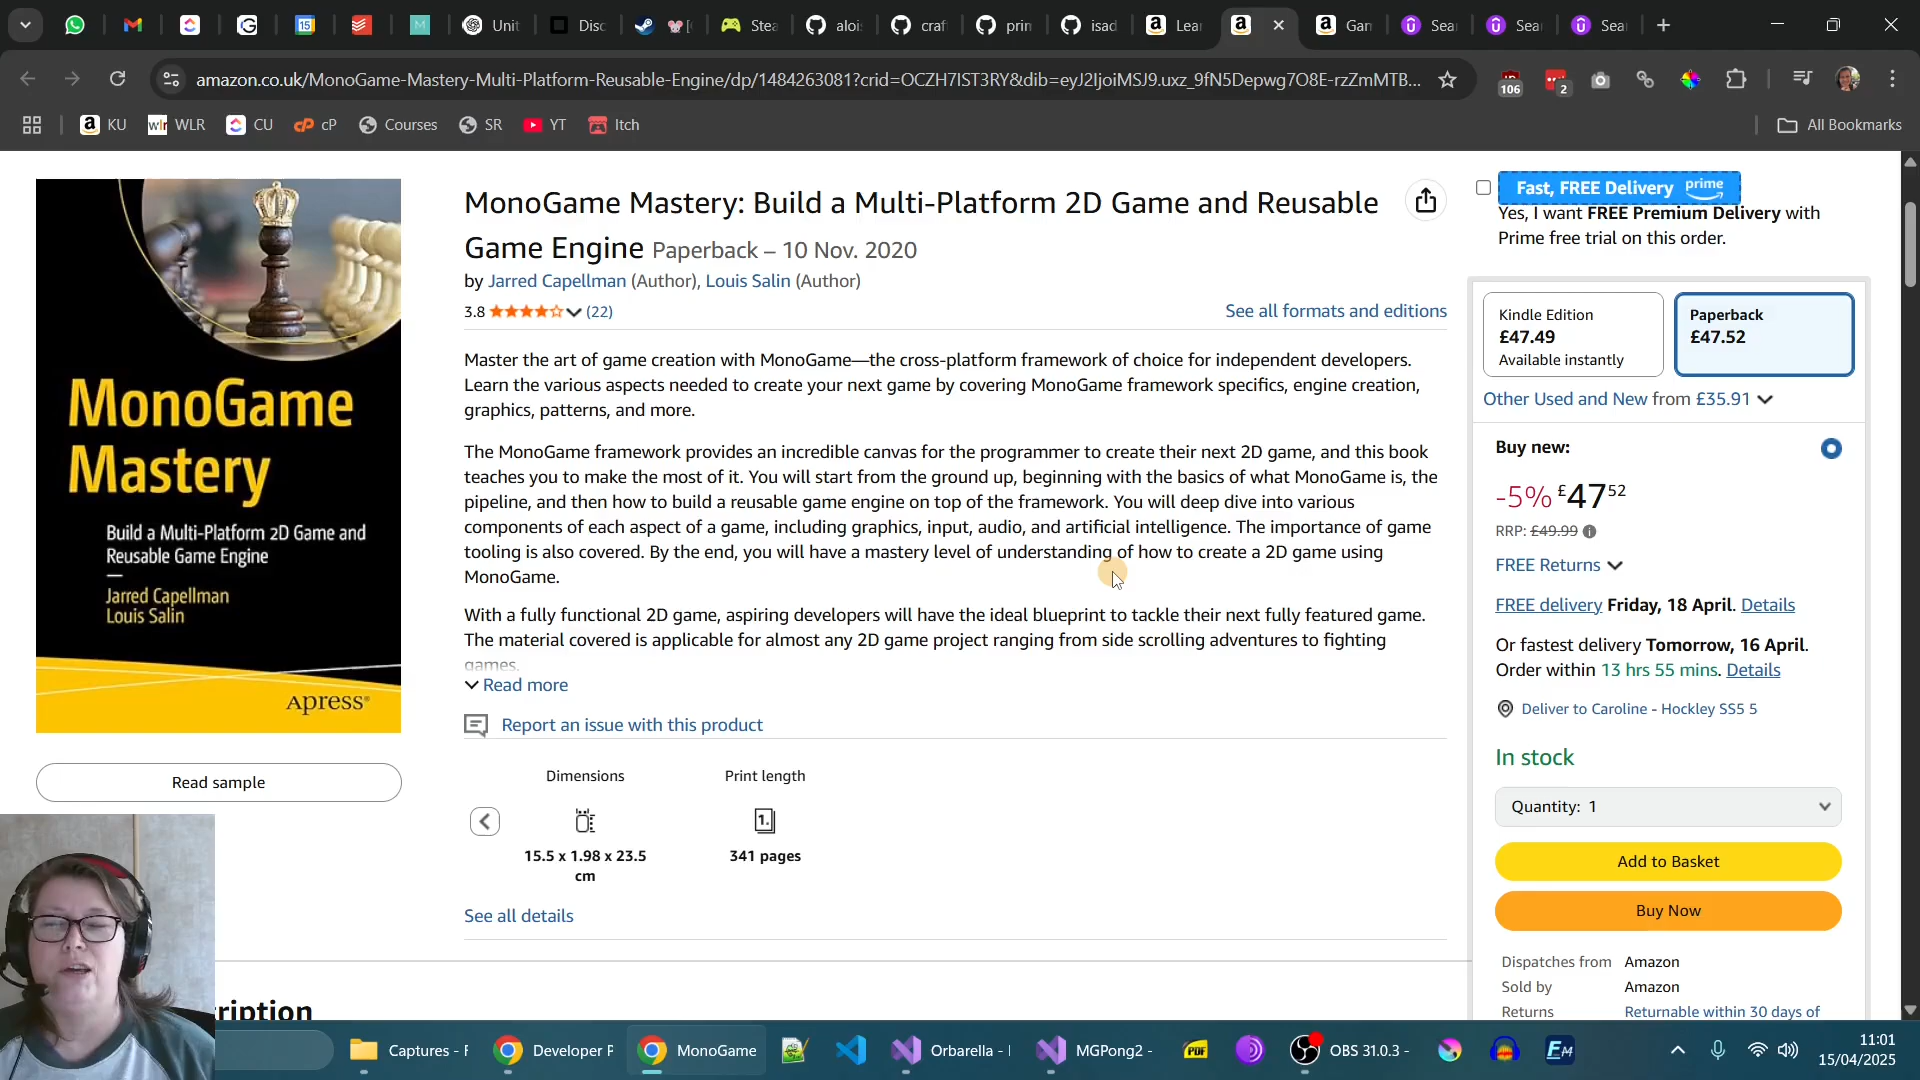 Unit
Disc
Stea
aloi
craf
prin
isad
Lea
Gan
Sea
Sea
Sea
amazon.co.uk/MonoGame-Mastery-Multi-Platform-Reusable-Engine/dp/1484263081?crid=OCZH7IST3RY&dib=eyJ2IjoiMSJ9.uxz_9fN5Depwg7O8E-rzZmMTB...
106
2
KU
WLR
CU
cP
Courses
SR
YT
Itch
All Bookmarks
MonoGame Mastery
Build a Multi-Platform 2D Game and
Reusable Game Engine
Jarred Capellman
Louis Salin
Apress®
Read sample
MonoGame Mastery: Build a Multi-Platform 2D Game and Reusable
Game Engine Paperback – 10 Nov. 2020
by Jarred Capellman (Author), Louis Salin (Author)
3.8 (22)
See all formats and editions
Master the art of game creation with MonoGame—the cross-platform framework of choice for independent developers.
Learn the various aspects needed to create your next game by covering MonoGame framework specifics, engine creation,
graphics, patterns, and more.
The MonoGame framework provides an incredible canvas for the programmer to create their next 2D game, and this book
teaches you to make the most of it. You will start from the ground up, beginning with the basics of what MonoGame is, the
pipeline, and then how to build a reusable game engine on top of the framework. You will deep dive into various
components of each aspect of a game, including graphics, input, audio, and artificial intelligence. The importance of game
tooling is also covered. By the end, you will have a mastery level of understanding of how to create a 2D game using
MonoGame.
With a fully functional 2D game, aspiring developers will have the ideal blueprint to tackle their next fully featured game.
The material covered is applicable for almost any 2D game project ranging from side scrolling adventures to fighting
games.
Read more
Report an issue with this product
Dimensions
15.5 x 1.98 x 23.5
cm
Print length
341 pages
See all details
ription
Fast, FREE Delivery prime
Yes, I want FREE Premium Delivery with
Prime free trial on this order.
Kindle Edition
£47.49
Available instantly
Paperback
£47.52
Other Used and New from £35.91
Buy new:
-5% £47 52
RRP: £49.99
FREE Returns
FREE delivery Friday, 18 April. Details
Or fastest delivery Tomorrow, 16 April.
Order within 13 hrs 55 mins. Details
Deliver to Caroline - Hockley SS5 5
In stock
Quantity: 1
Add to Basket
Buy Now
Dispatches from Amazon
Sold by Amazon
Returns Returnable within 30 days of
Captures - F
Developer P
MonoGame
Orbarella - I
MGPong2 -
OBS 31.0.3 -
11:01
15/04/2025